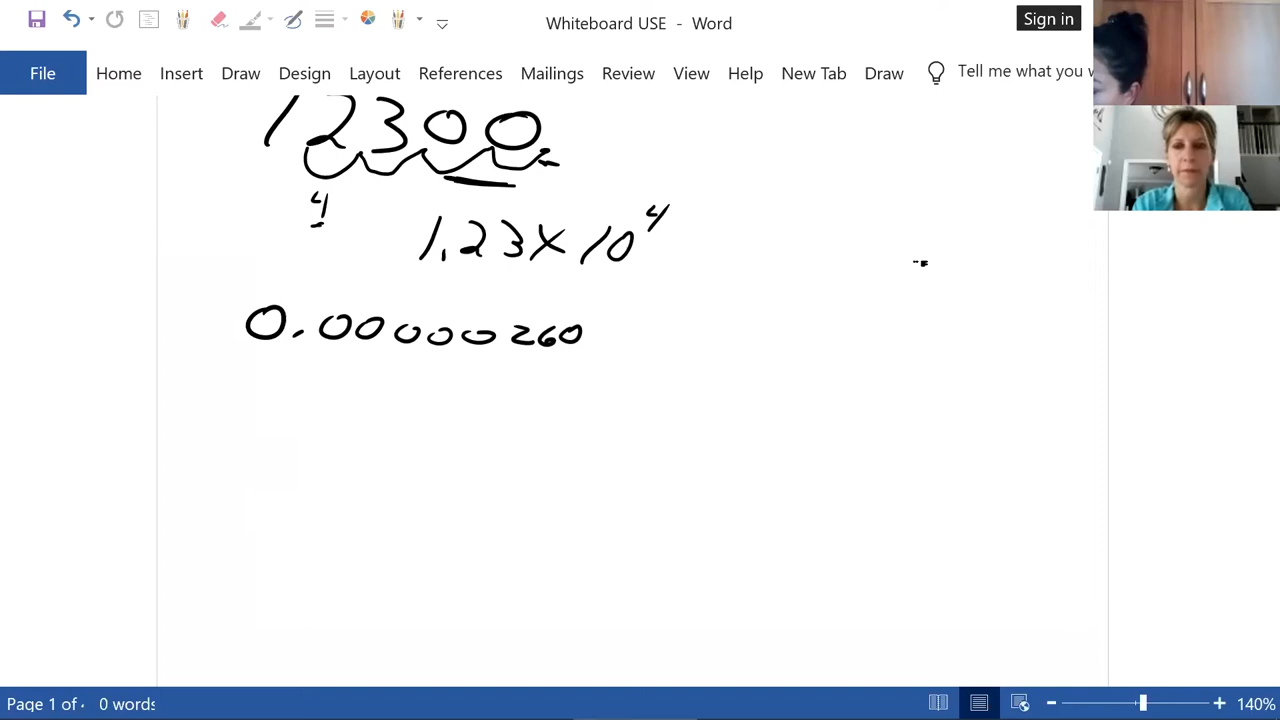 Whiteboard USE - Word
Sign in
File Home Insert Draw Design Layout References Mailings Review View Help New Tab Draw Tell me what you w
12300.
4
1.23 X 10^4
0.00000260
Page 1 of 0 words
140%